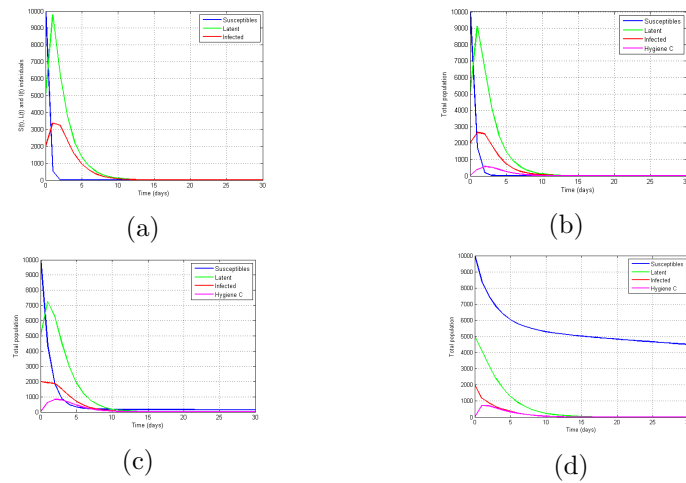 S(t), L(t) and I(t) individuals
10000
9000
8000
7000
6000
5000
4000
3000
2000
1000
0
0 5 10 15 20 25 30
Time (days)
Susceptibles
Latent
Infected
(a)
Total population
10000
9000
8000
7000
6000
5000
4000
3000
2000
1000
0
0 5 10 15 20 25 30
Time (days)
Susceptibles
Latent
Infected
Hygiene C
(b)
Total population
10000
9000
8000
7000
6000
5000
4000
3000
2000
1000
0
0 5 10 15 20 25 30
Time (days)
Susceptibles
Latent
Infected
Hygiene C
(c)
Total population
10000
9000
8000
7000
6000
5000
4000
3000
2000
1000
0
0 5 10 15 20 25 30
Time (days)
Susceptibles
Latent
Infected
Hygiene C
(d)